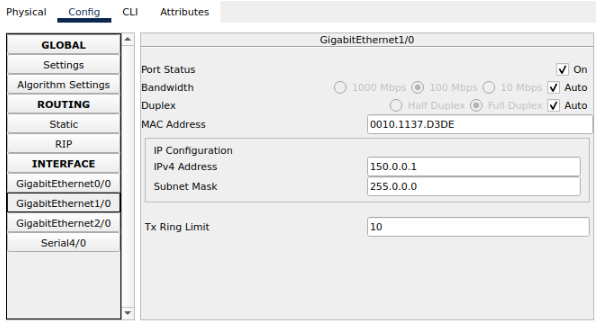 Physical Config CLI Attributes
GLOBAL
Settings
Algorithm Settings
ROUTING
Static
RIP
INTERFACE
GigabitEthernet0/0
GigabitEthernet1/0
GigabitEthernet2/0
Serial4/0
GigabitEthernet1/0
Port Status On
Bandwidth 1000 Mbps 100 Mbps 10 Mbps Auto
Duplex Half Duplex Full Duplex Auto
MAC Address 0010.1137.D3DE
IP Configuration
IPv4 Address 150.0.0.1
Subnet Mask 255.0.0.0
Tx Ring Limit 10